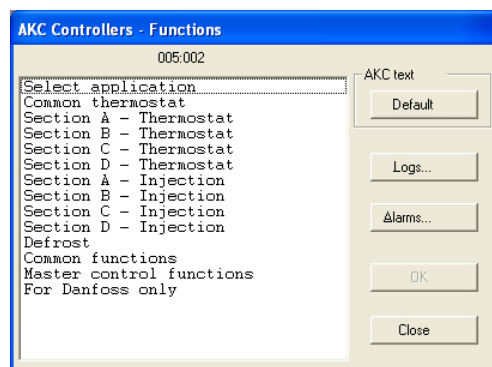 AKC Controllers - Functions
005:002
Select application
Common thermostat
Section A - Thermostat
Section B - Thermostat
Section C - Thermostat
Section D - Thermostat
Section A - Injection
Section B - Injection
Section C - Injection
Section D - Injection
Defrost
Common functions
Master control functions
For Danfoss only
AKC text
Default
Logs...
Alarms...
OK
Close